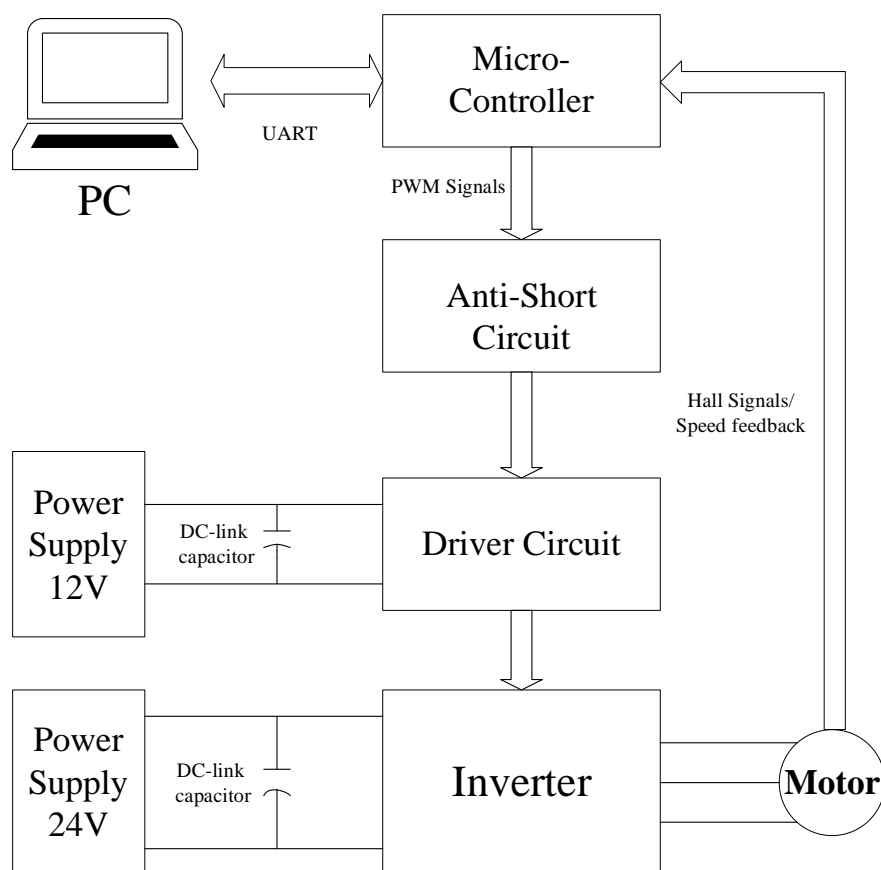 Micro-
Controller
UART
PC
PWM Signals
Anti-Short
Circuit
Hall Signals/
Speed feedback
Power
Supply
12V
DC-link
capacitor
Driver Circuit
Power
Supply
24V
DC-link
capacitor
Inverter
Motor